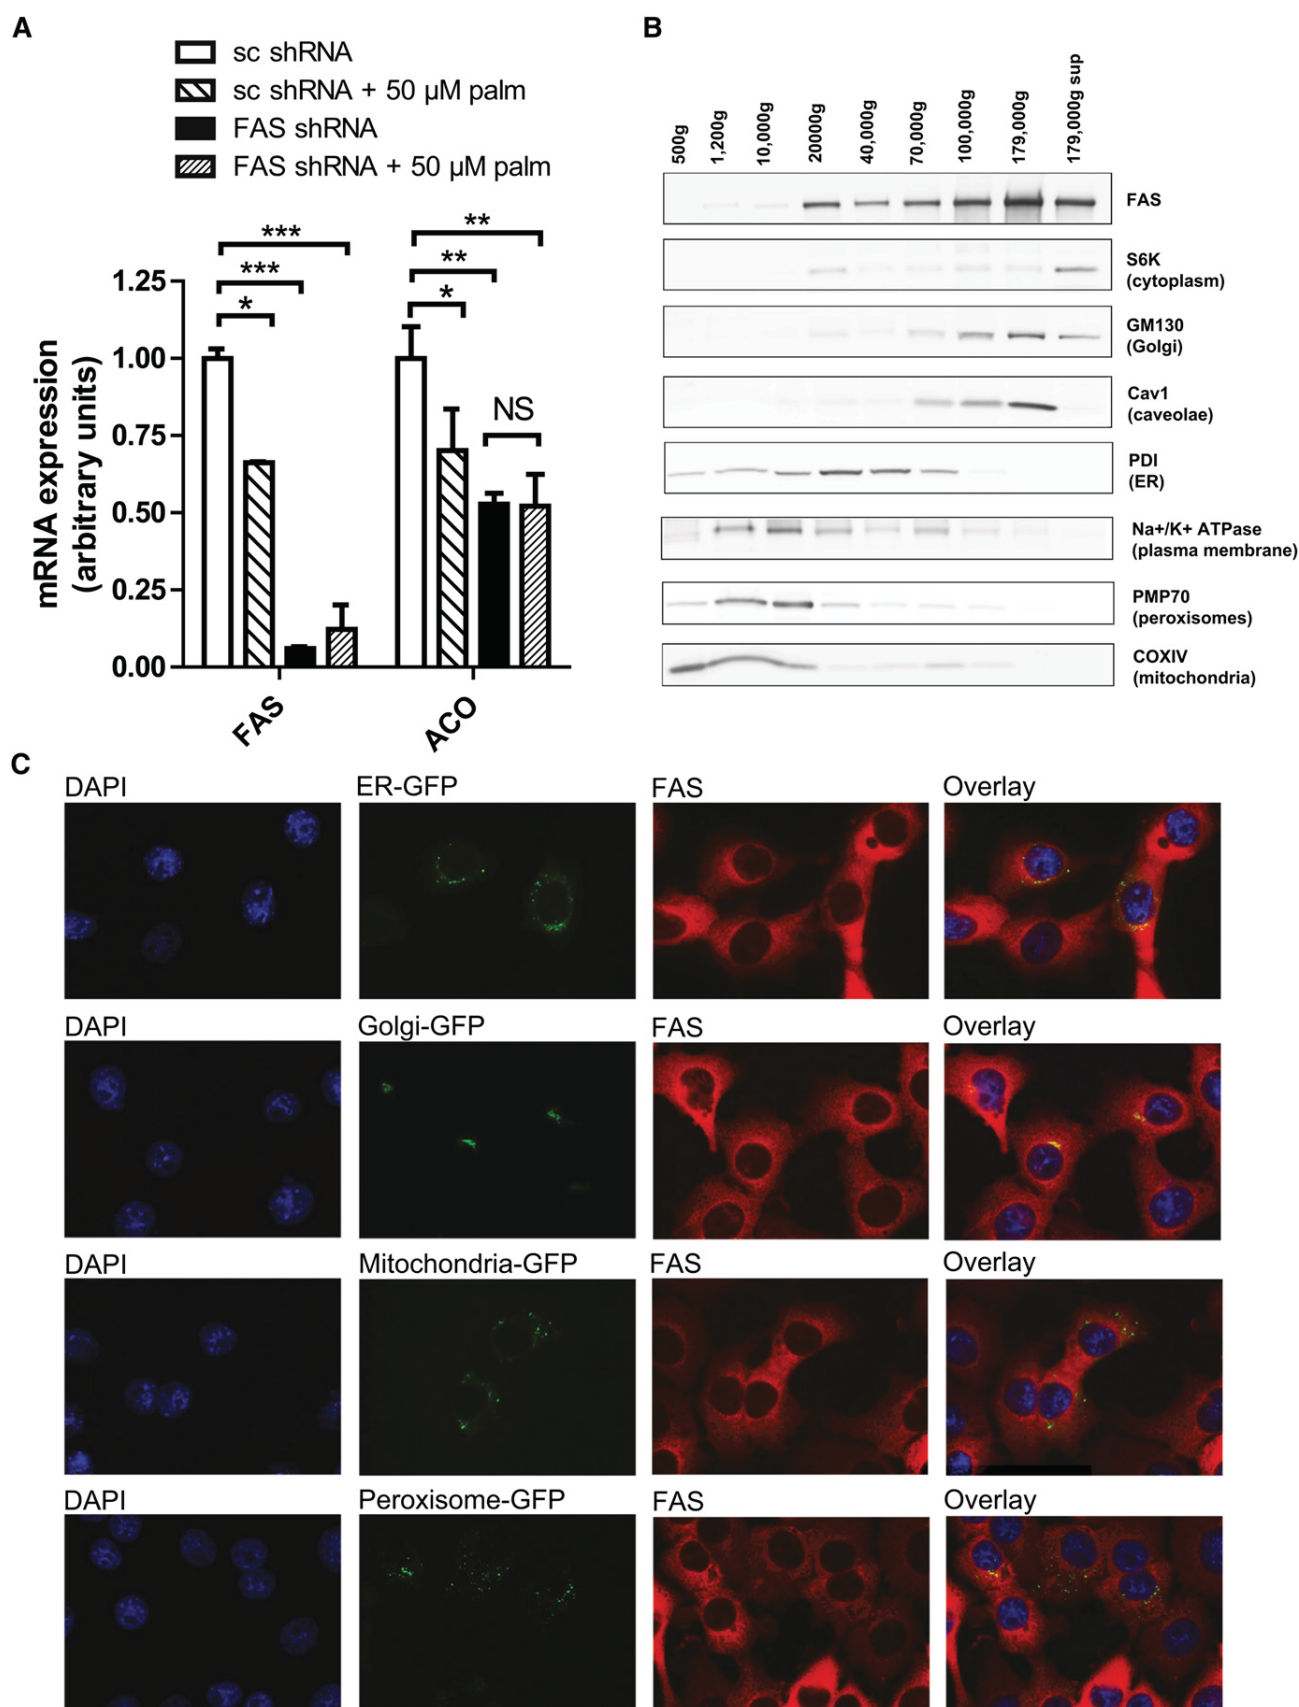 A
sc shRNA
sc shRNA + 50 µM palm
FAS shRNA
FAS shRNA + 50 µM palm
mRNA expression
(arbitrary units)
1.25
1.00
0.75
0.50
0.25
0.00
***
***
*
**
**
*
NS
FAS
ACO
B
500g
1,200g
10,000g
20000g
40,000g
70,000g
100,000g
179,000g
179,000g sup
FAS
S6K
(cytoplasm)
GM130
(Golgi)
Cav1
(caveolae)
PDI
(ER)
Na+/K+ ATPase
(plasma membrane)
PMP70
(peroxisomes)
COXIV
(mitochondria)
C
DAPI ER-GFP FAS Overlay
DAPI Golgi-GFP FAS Overlay
DAPI Mitochondria-GFP FAS Overlay
DAPI Peroxisome-GFP FAS Overlay